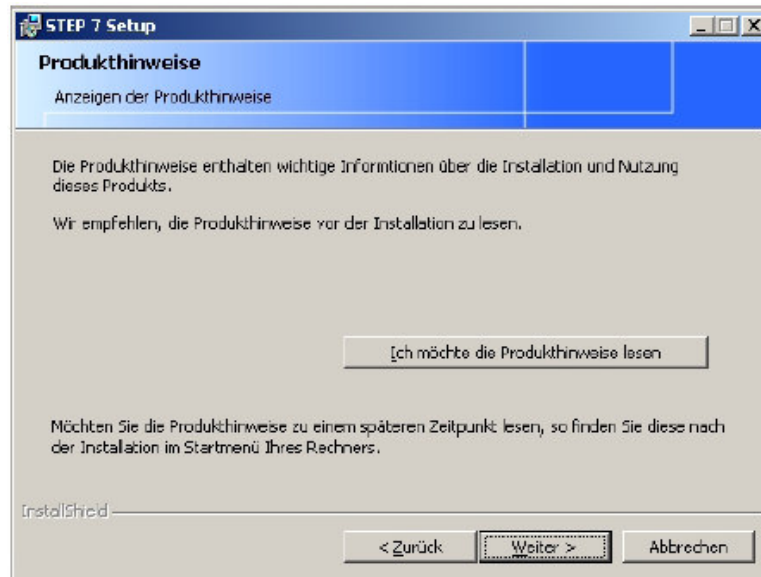 STEP 7 Setup
Produkthinweise
Anzeigen der Produkthinweise
Die Produkthinweise enthalten wichtige Informtionen über die Installation und Nutzung
dieses Produkts.
Wir empfehlen, die Produkthinweise vor der Installation zu lesen.
Ich möchte die Produkthinweise lesen
Möchten Sie die Produkthinweise zu einem späteren Zeitpunkt lesen, so finden Sie diese nach
der Installation im Startmenü Ihres Rechners.
InstallShield
< Zurück Weiter > Abbrechen